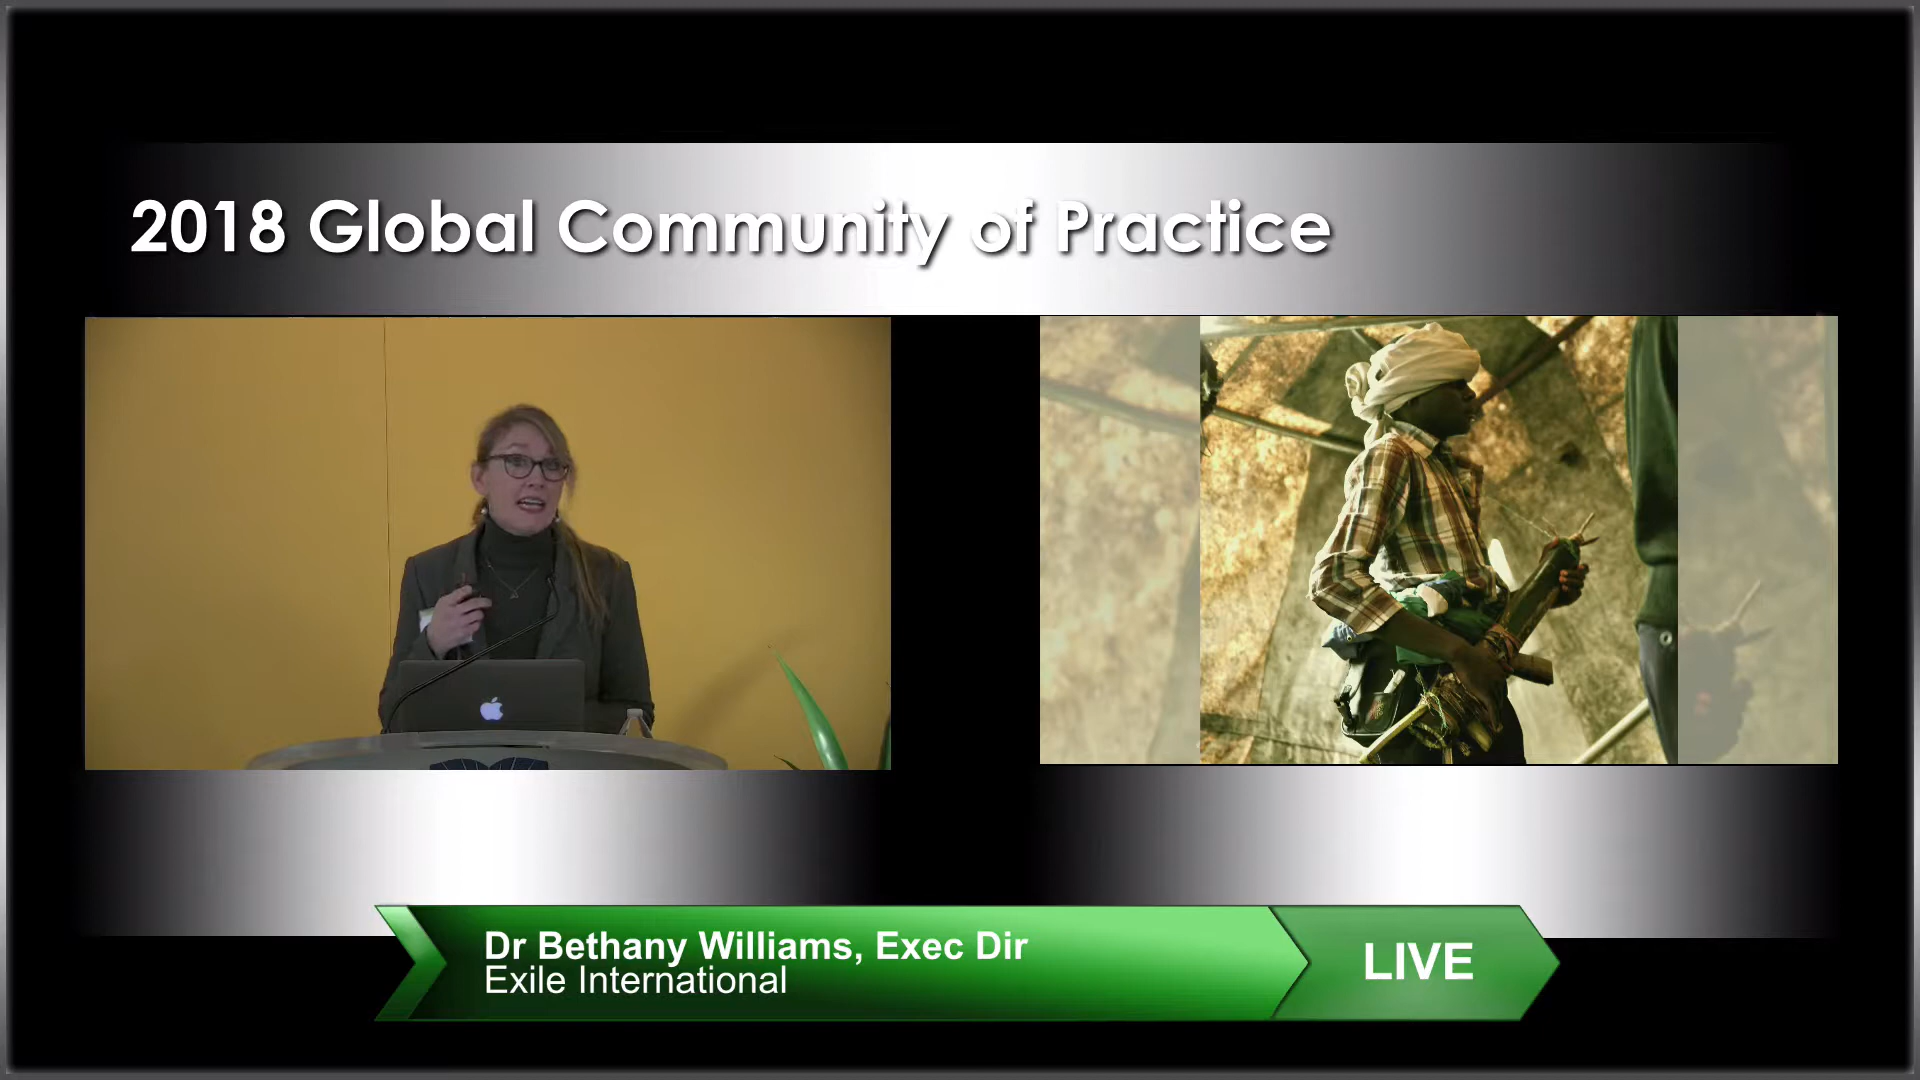 2018 Global Community of Practice
Dr Bethany Williams, Exec Dir
Exile International
LIVE